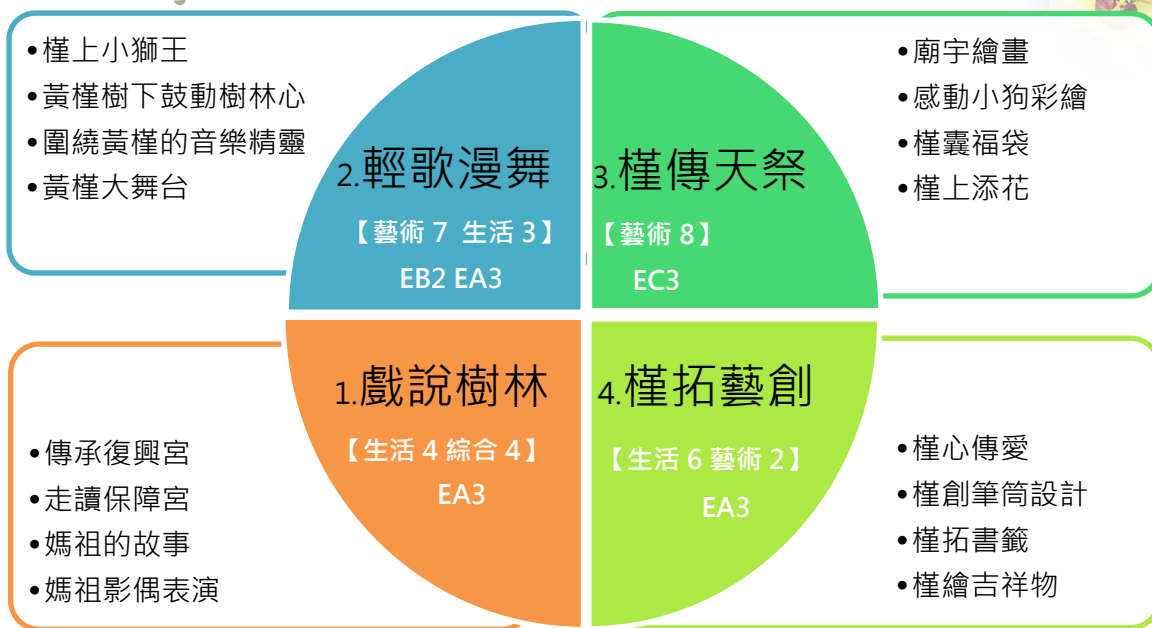 •槿上小獅王
•黃槿樹下鼓動樹林心
•圍繞黃槿的音樂精靈
•黃槿大舞台
2.輕歌漫舞
【藝術 7 生活 3】
EB2 EA3
3.槿傳天祭
【藝術 8】
EC3
•廟宇繪畫
•感動小狗彩繪
•槿囊福袋
•槿上添花
•傳承復興宮
•走讀保障宮
•媽祖的故事
•媽祖影偶表演
1.戲說樹林
【生活 4 綜合 4】
EA3
4.槿拓藝創
【生活 6 藝術 2】
EA3
•槿心傳愛
•槿創筆筒設計
•槿拓書籤
•槿繪吉祥物